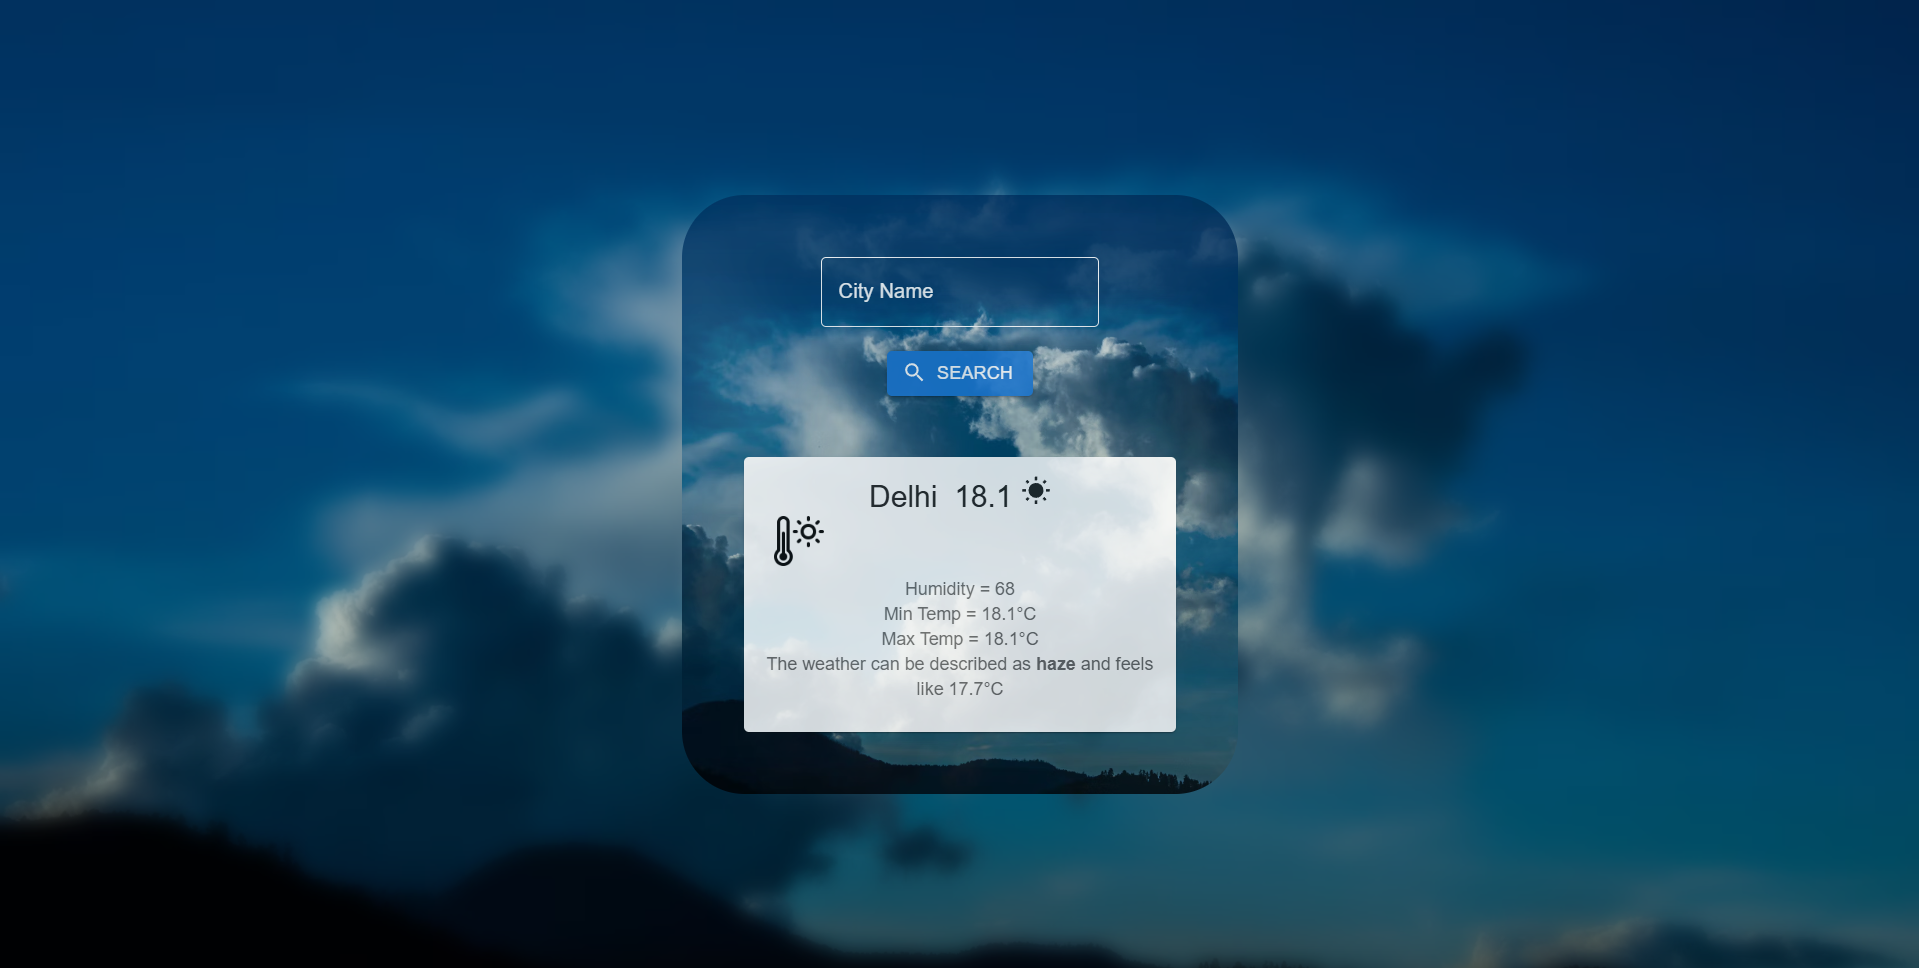 City Name
SEARCH
Delhi 18.1
Humidity = 68
Min Temp = 18.1°C
Max Temp = 18.1°C
The weather can be described as haze and feels
like 17.7°C